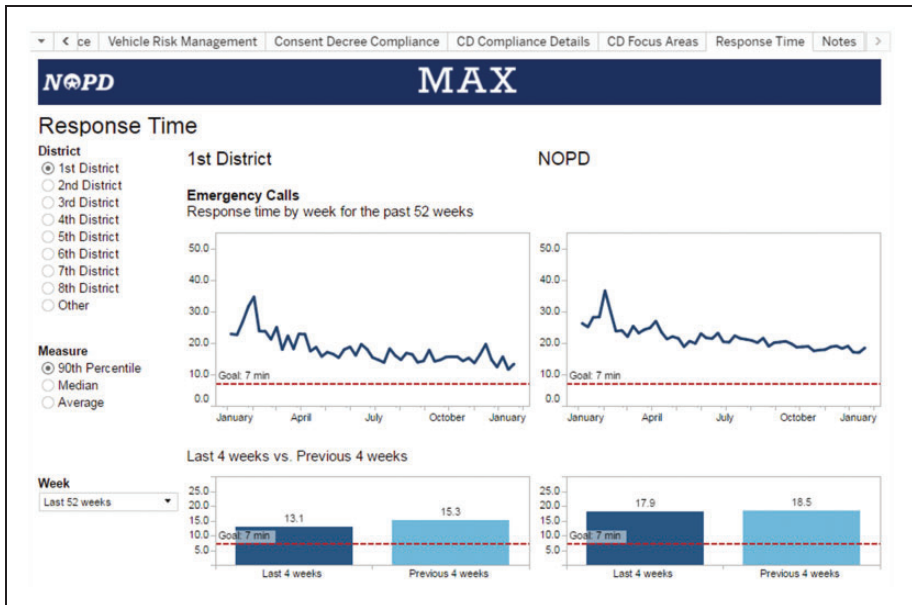 ce Vehicle Risk Management Consent Decree Compliance CD Compliance Details CD Focus Areas Response Time Notes
NOPD MAX
Response Time
District
1st District
2nd District
3rd District
4th District
5th District
6th District
7th District
8th District
Other
Measure
90th Percentile
Median
Average
Week
Last 52 weeks
1st District NOPD
Emergency Calls
Response time by week for the past 52 weeks
50.0
40.0
30.0
20.0
10.0
0.0
Goal: 7 min
January April July October January
50.0
40.0
30.0
20.0
10.0
0.0
Goal: 7 min
January April July October January
Last 4 weeks vs. Previous 4 weeks
25.0
20.0
15.0
10.0
5.0
13.1 15.3
Goal: 7 min
Last 4 weeks Previous 4 weeks
25.0
20.0
15.0
10.0
5.0
17.9 18.5
Goal: 7 min
Last 4 weeks Previous 4 weeks